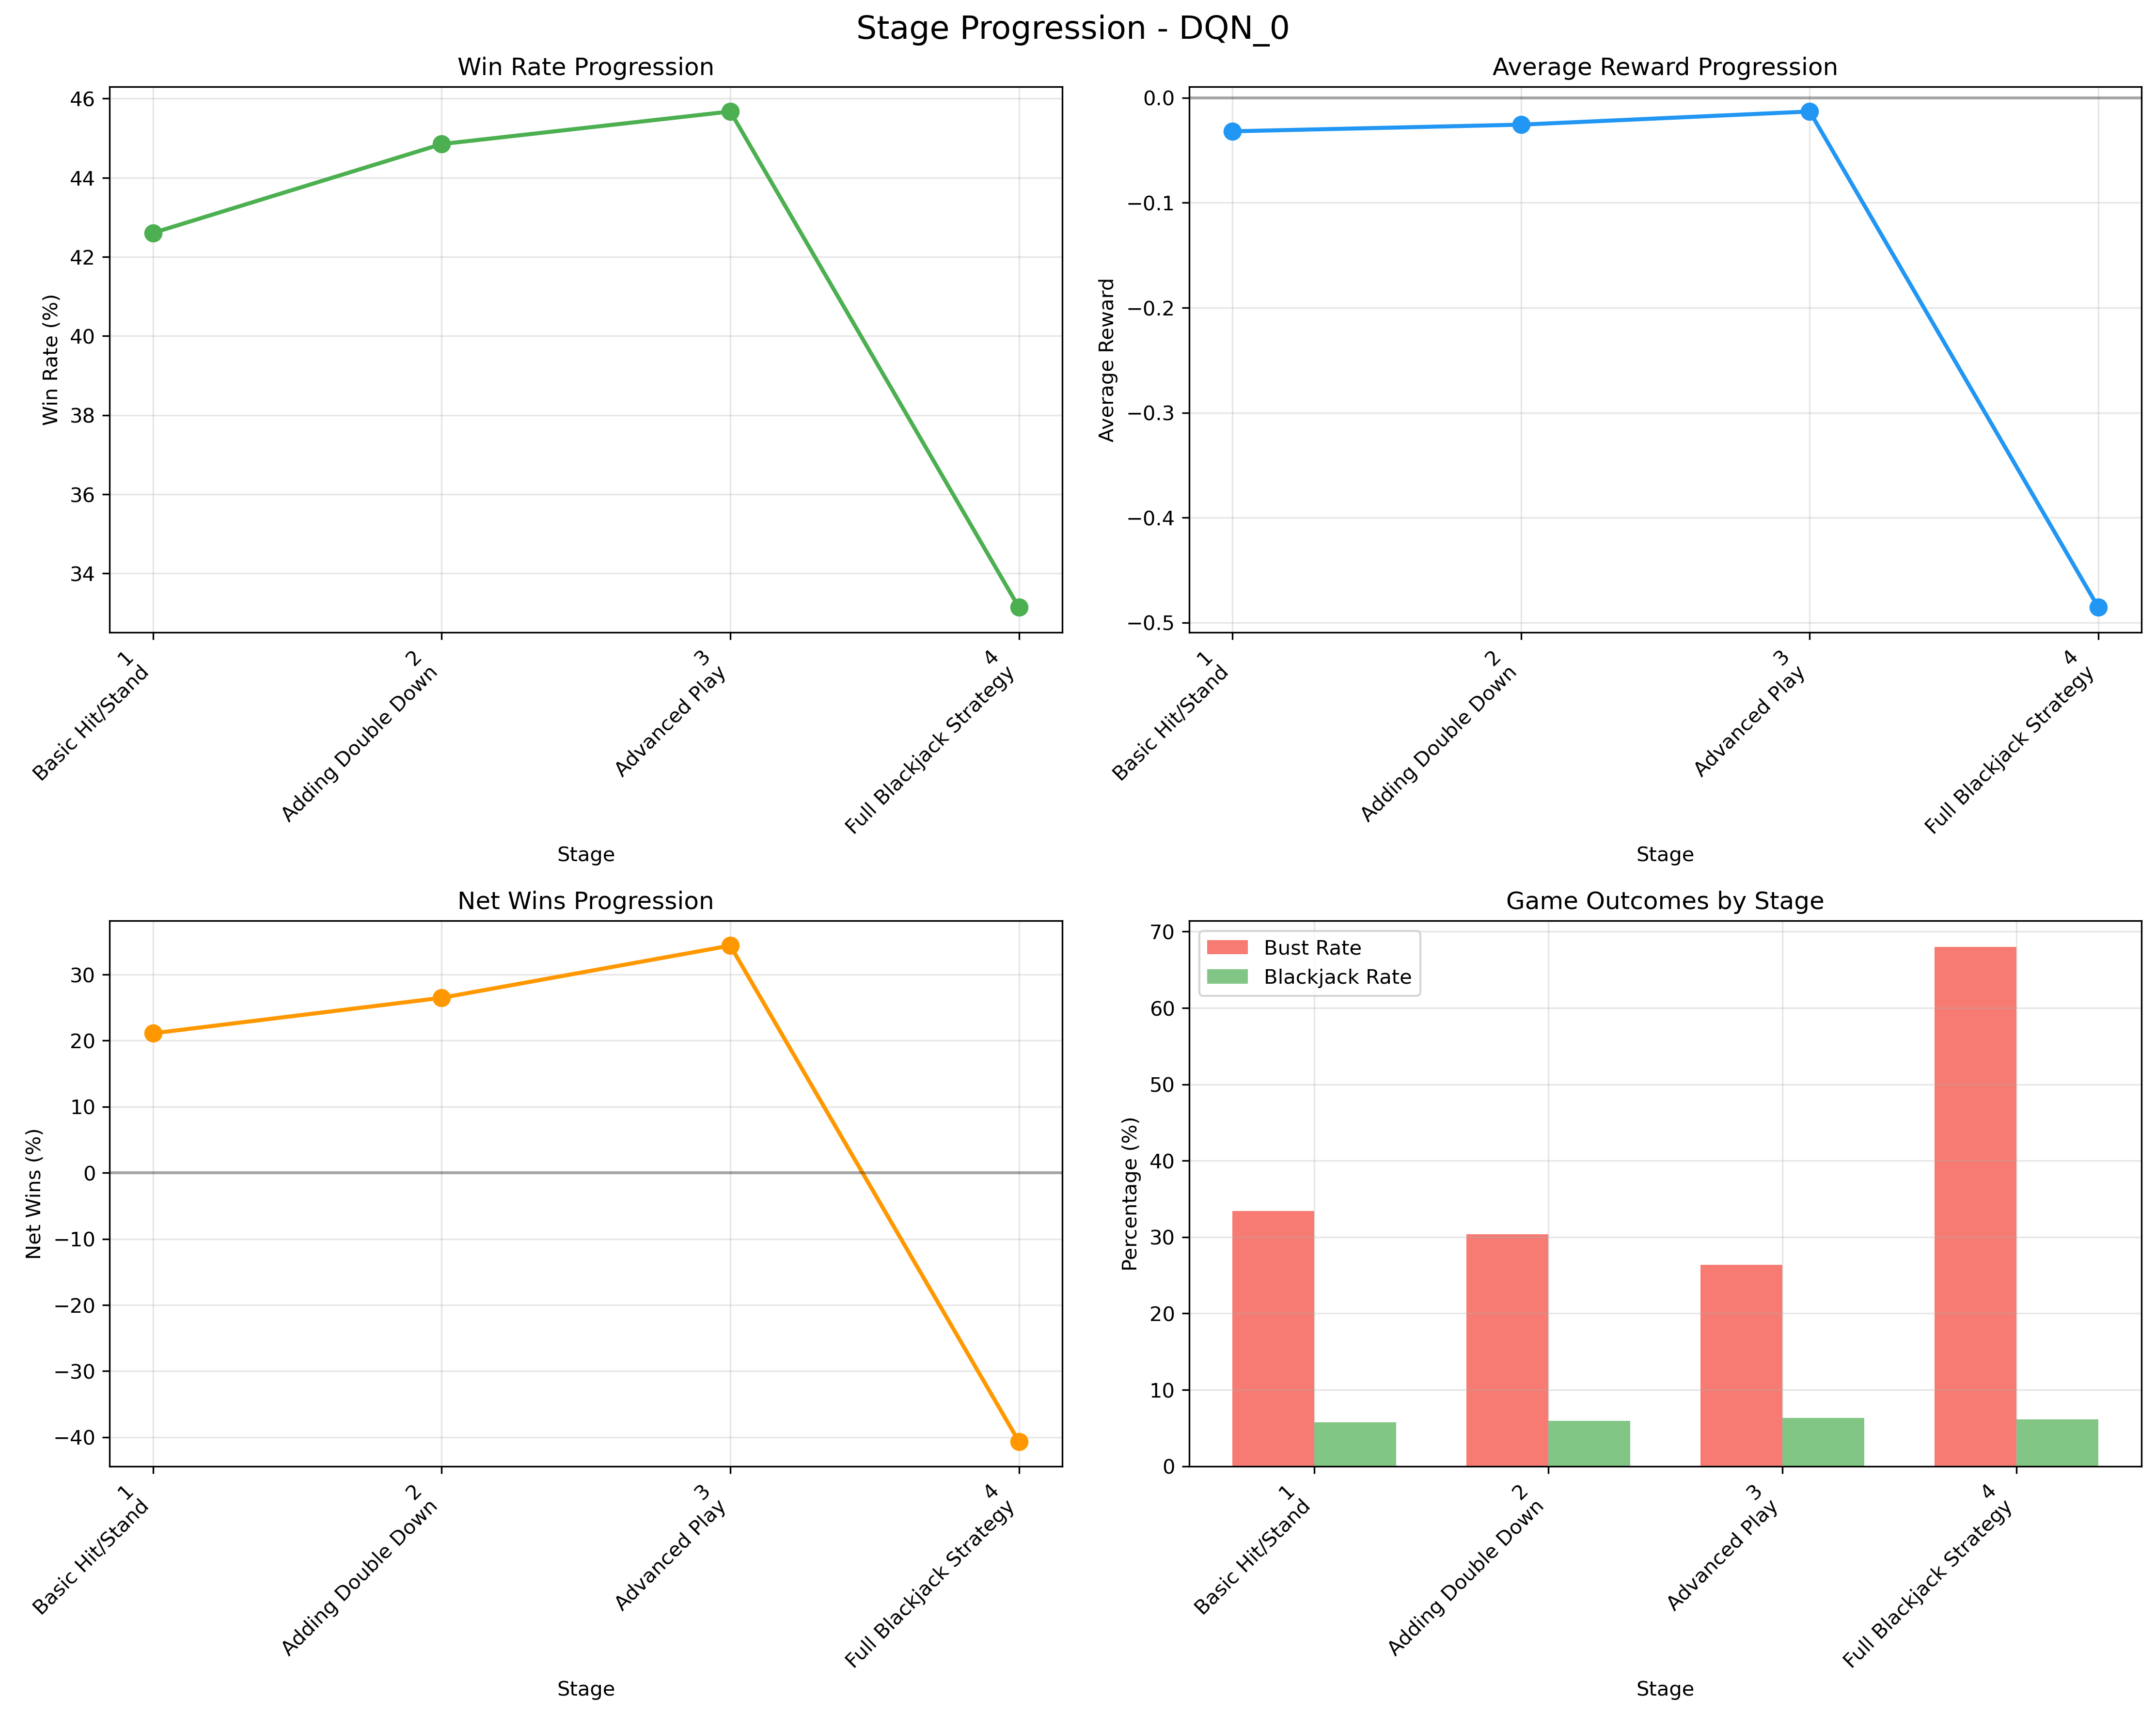 Stage Progression - DQN_0
Win Rate Progression
Win Rate (%)
46
44
42
40
38
36
34
1
Basic Hit/Stand
2
Adding Double Down
3
Advanced Play
4
Full Blackjack Strategy
Stage
Average Reward Progression
Average Reward
0.0
−0.1
−0.2
−0.3
−0.4
−0.5
1
Basic Hit/Stand
2
Adding Double Down
3
Advanced Play
4
Full Blackjack Strategy
Stage
Net Wins Progression
Net Wins (%)
30
20
10
0
−10
−20
−30
−40
1
Basic Hit/Stand
2
Adding Double Down
3
Advanced Play
4
Full Blackjack Strategy
Stage
Game Outcomes by Stage
Bust Rate
Blackjack Rate
Percentage (%)
70
60
50
40
30
20
10
0
1
Basic Hit/Stand
2
Adding Double Down
3
Advanced Play
4
Full Blackjack Strategy
Stage